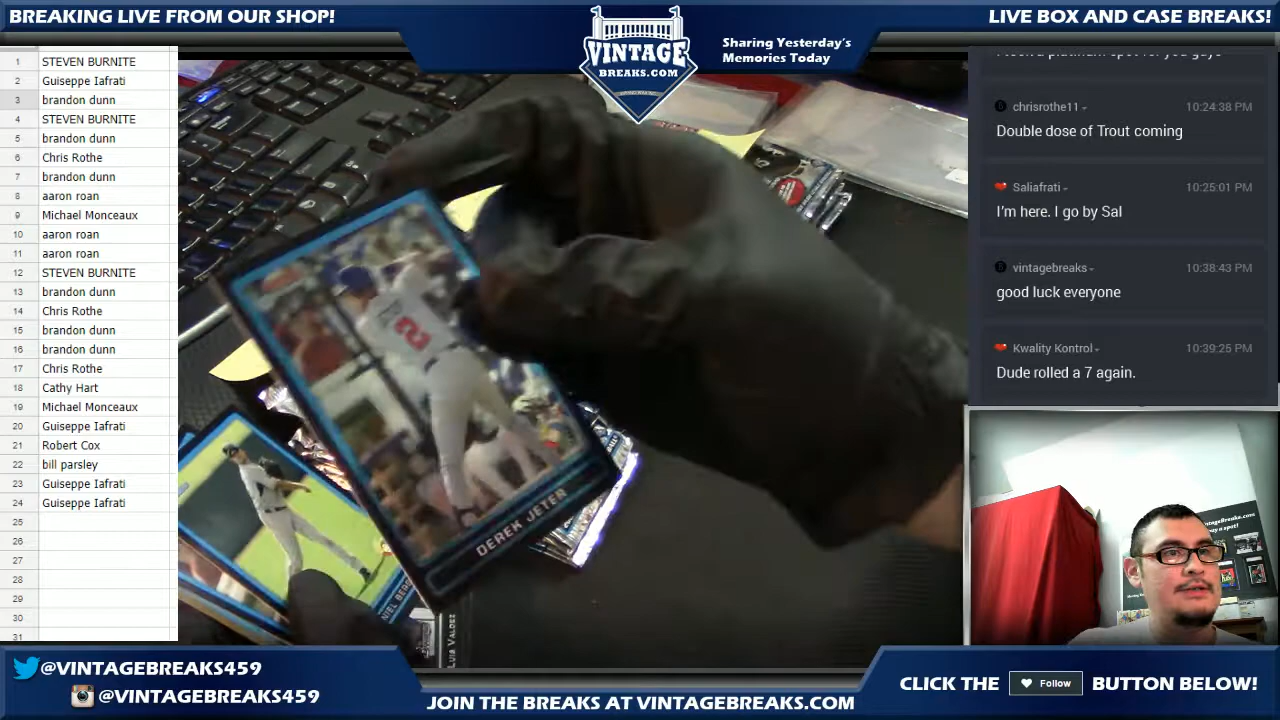 BREAKING LIVE FROM OUR SHOP!
VINTAGE
BREAKS.COM
Sharing Yesterday's
Memories Today
LIVE BOX AND CASE BREAKS!
1 STEVEN BURNITE
2 Guiseppe Iafrati
3 brandon dunn
4 STEVEN BURNITE
5 brandon dunn
6 Chris Rothe
7 brandon dunn
8 aaron roan
9 Michael Monceaux
10 aaron roan
11 aaron roan
12 STEVEN BURNITE
13 brandon dunn
14 Chris Rothe
15 brandon dunn
16 brandon dunn
17 Chris Rothe
18 Cathy Hart
19 Michael Monceaux
20 Guiseppe Iafrati
21 Robert Cox
22 bill parsley
23 Guiseppe Iafrati
24 Guiseppe Iafrati
25
26
27
28
29
30
31
2
DEREK JETER
LUIS VALDEZ
chrisrothe11 10:24:38 PM
Double dose of Trout coming
Saliafrati 10:25:01 PM
I'm here. I go by Sal
vintagebreaks 10:38:43 PM
good luck everyone
Kwality Kontrol 10:39:25 PM
Dude rolled a 7 again.
@VINTAGEBREAKS459
@VINTAGEBREAKS459
JOIN THE BREAKS AT VINTAGEBREAKS.COM
CLICK THE Follow BUTTON BELOW!